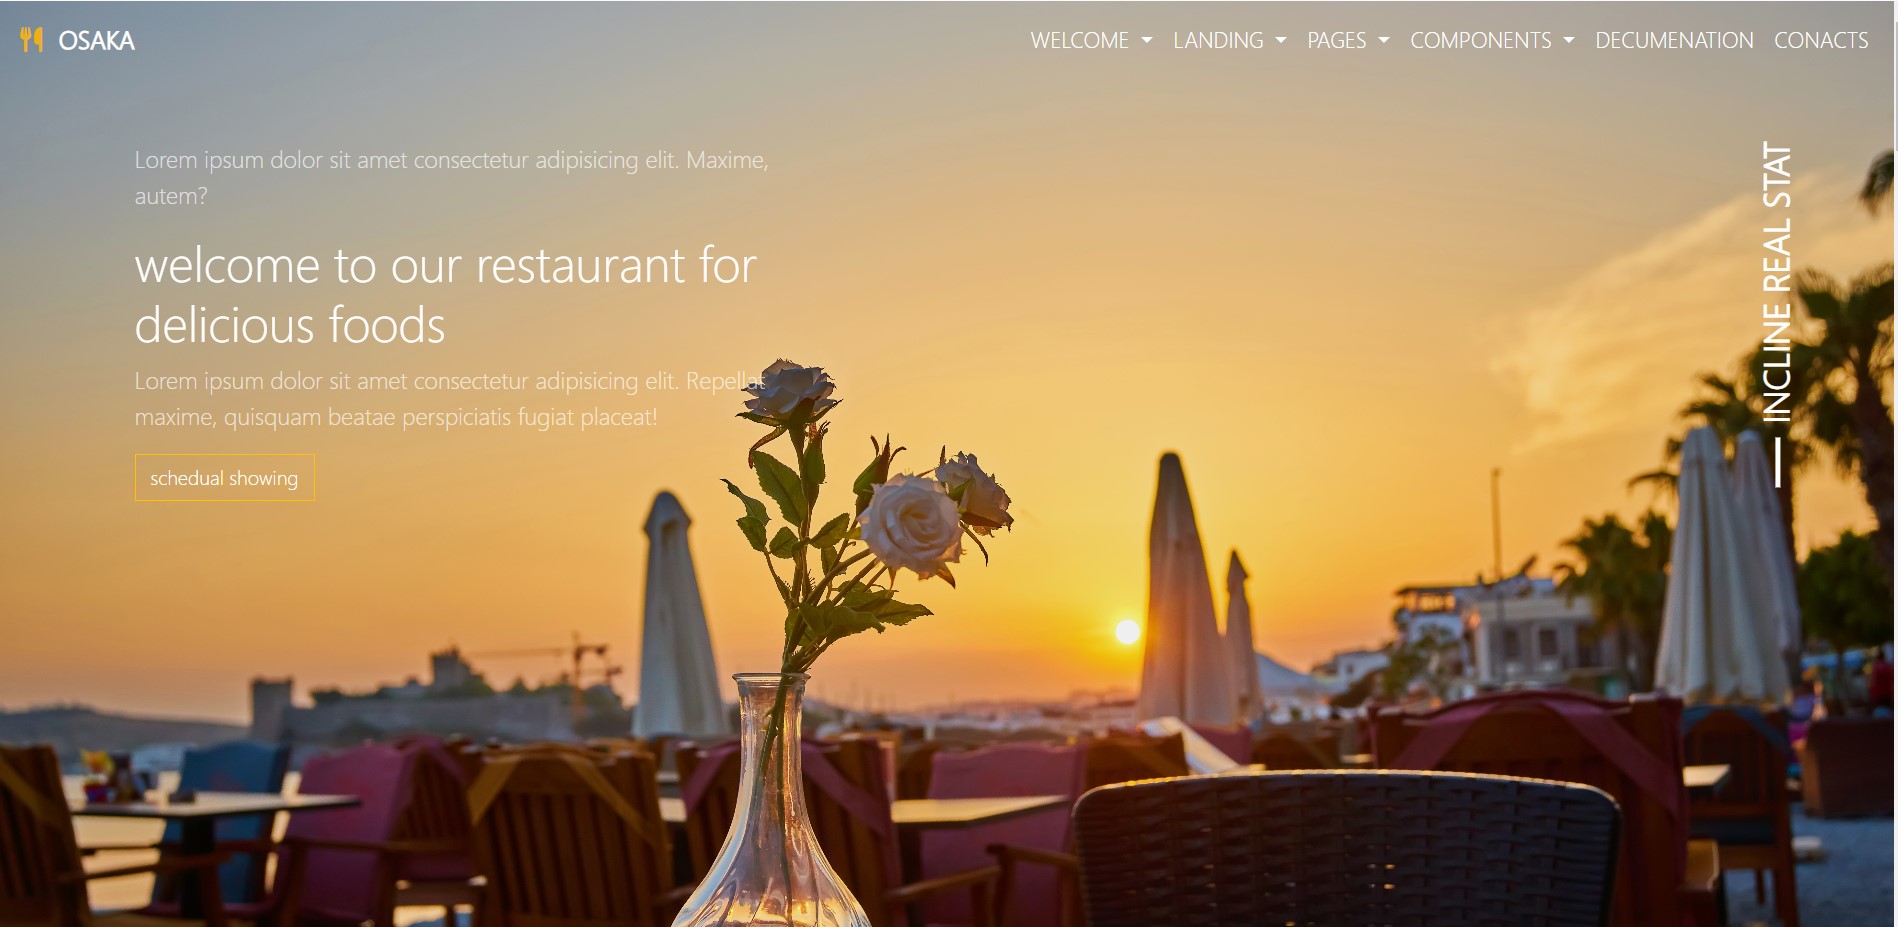 OSAKA
WELCOME
LANDING
PAGES
COMPONENTS
DECUMENATION
CONACTS
Lorem ipsum dolor sit amet consectetur adipisicing elit. Maxime,
autem?
welcome to our restaurant for
delicious foods
Lorem ipsum dolor sit amet consectetur adipisicing elit. Repellat
maxime, quisquam beatae perspiciatis fugiat placeat!
schedual showing
INCLINE REAL STAT